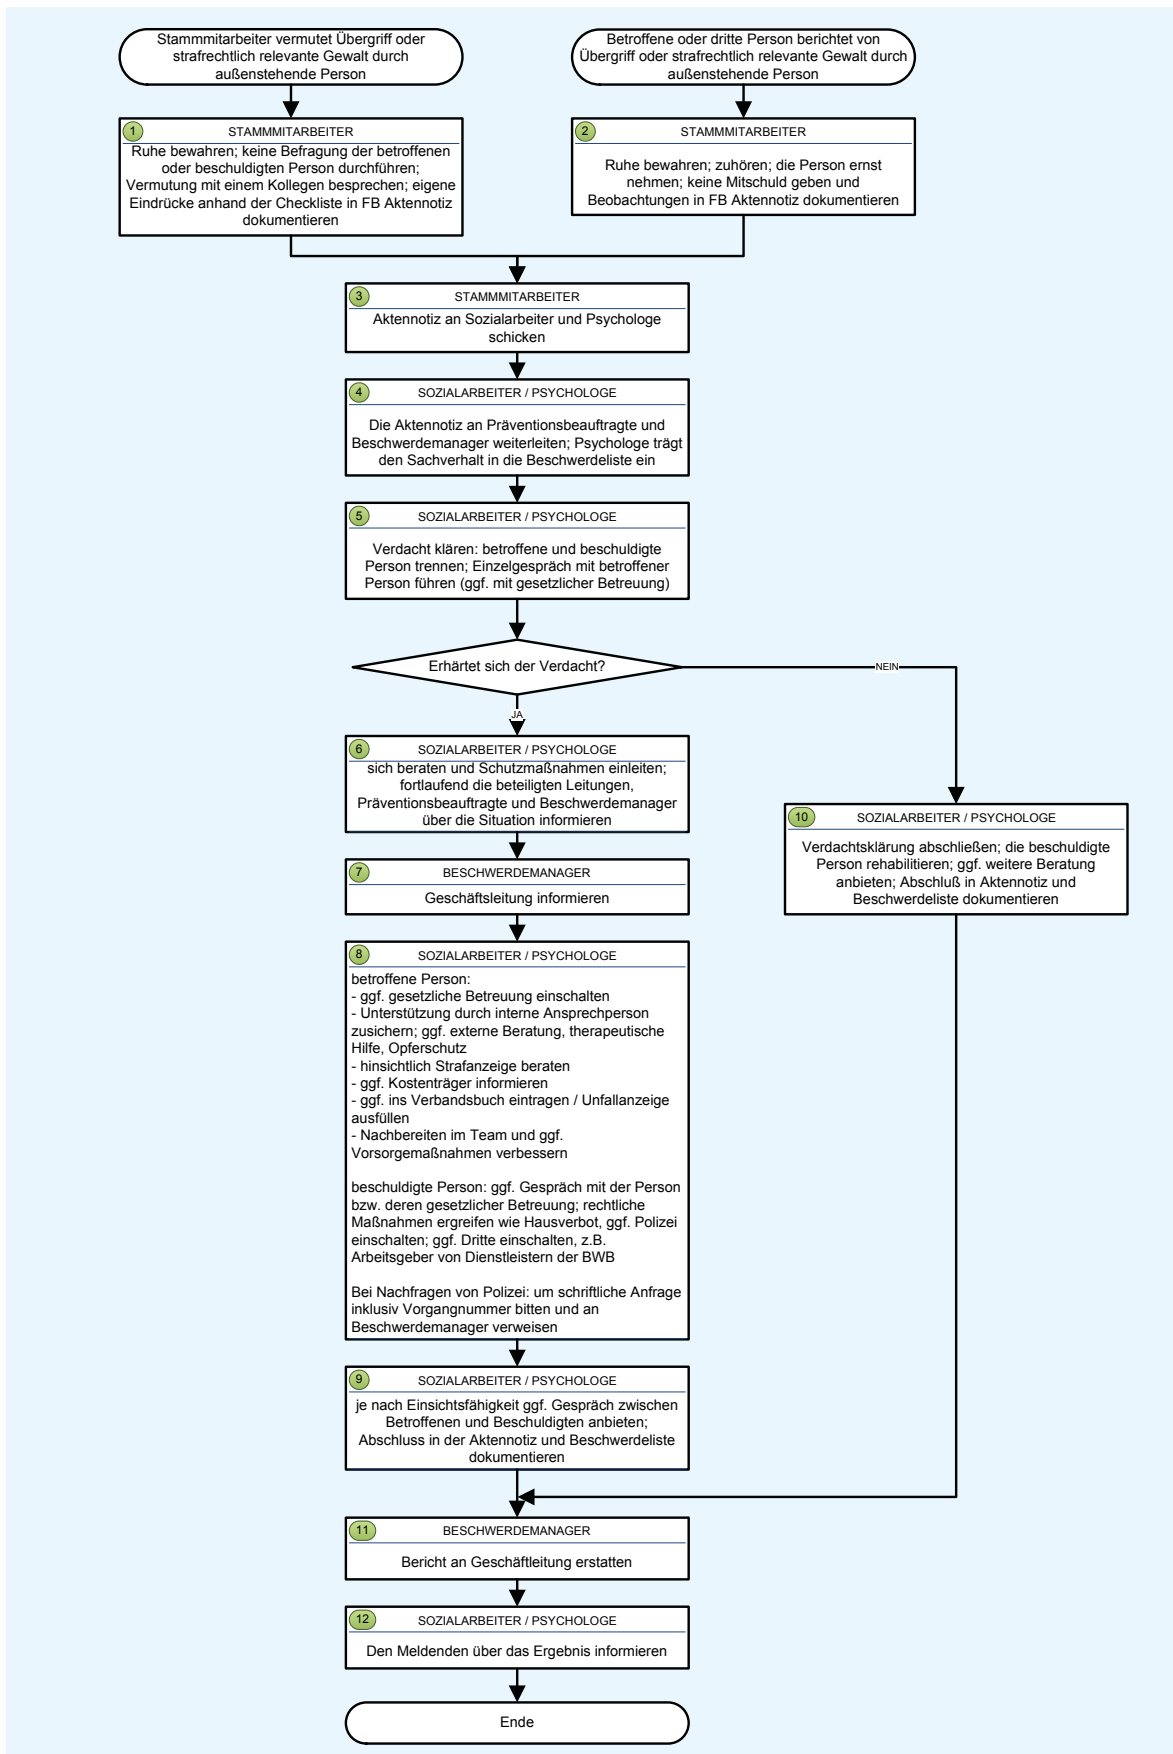 Stammmitarbeiter vermutet Übergriff oder
strafrechtlich relevante Gewalt durch
außenstehende Person
Betroffene oder dritte Person berichtet von
Übergriff oder strafrechtlich relevante Gewalt durch
außenstehende Person
1
STAMMMITARBEITER
Ruhe bewahren; keine Befragung der betroffenen
oder beschuldigten Person durchführen;
Vermutung mit einem Kollegen besprechen; eigene
Eindrücke anhand der Checkliste in FB Aktennotiz
dokumentieren
2
STAMMMITARBEITER
Ruhe bewahren; zuhören; die Person ernst
nehmen; keine Mitschuld geben und
Beobachtungen in FB Aktennotiz dokumentieren
3
STAMMMITARBEITER
Aktennotiz an Sozialarbeiter und Psychologe
schicken
4
SOZIALARBEITER / PSYCHOLOGE
Die Aktennotiz an Präventionsbeauftragte und
Beschwerdemanager weiterleiten; Psychologe trägt
den Sachverhalt in die Beschwerdeliste ein
5
SOZIALARBEITER / PSYCHOLOGE
Verdacht klären: betroffene und beschuldigte
Person trennen; Einzelgespräch mit betroffener
Person führen (ggf. mit gesetzlicher Betreuung)
Erhärtet sich der Verdacht?
NEIN
JA
6
SOZIALARBEITER / PSYCHOLOGE
sich beraten und Schutzmaßnahmen einleiten;
fortlaufend die beteiligten Leitungen,
Präventionsbeauftragte und Beschwerdemanager
über die Situation informieren
10
SOZIALARBEITER / PSYCHOLOGE
Verdachtsklärung abschließen; die beschuldigte
Person rehabilitieren; ggf. weitere Beratung
anbieten; Abschluß in Aktennotiz und
Beschwerdeliste dokumentieren
7
BESCHWERDEMANAGER
Geschäftsleitung informieren
8
SOZIALARBEITER / PSYCHOLOGE
betroffene Person:
- ggf. gesetzliche Betreuung einschalten
- Unterstützung durch interne Ansprechperson
zusichern; ggf. externe Beratung, therapeutische
Hilfe, Opferschutz
- hinsichtlich Strafanzeige beraten
- ggf. Kostenträger informieren
- ggf. ins Verbandsbuch eintragen / Unfallanzeige
ausfüllen
- Nachbereiten im Team und ggf.
Vorsorgemaßnahmen verbessern
beschuldigte Person: ggf. Gespräch mit der Person
bzw. deren gesetzlicher Betreuung; rechtliche
Maßnahmen ergreifen wie Hausverbot, ggf. Polizei
einschalten; ggf. Dritte einschalten, z.B.
Arbeitsgeber von Dienstleistern der BWB
Bei Nachfragen von Polizei: um schriftliche Anfrage
inklusiv Vorgangnummer bitten und an
Beschwerdemanager verweisen
9
SOZIALARBEITER / PSYCHOLOGE
je nach Einsichtsfähigkeit ggf. Gespräch zwischen
Betroffenen und Beschuldigten anbieten;
Abschluss in der Aktennotiz und Beschwerdeliste
dokumentieren
11
BESCHWERDEMANAGER
Bericht an Geschäftleitung erstatten
12
SOZIALARBEITER / PSYCHOLOGE
Den Meldenden über das Ergebnis informieren
Ende